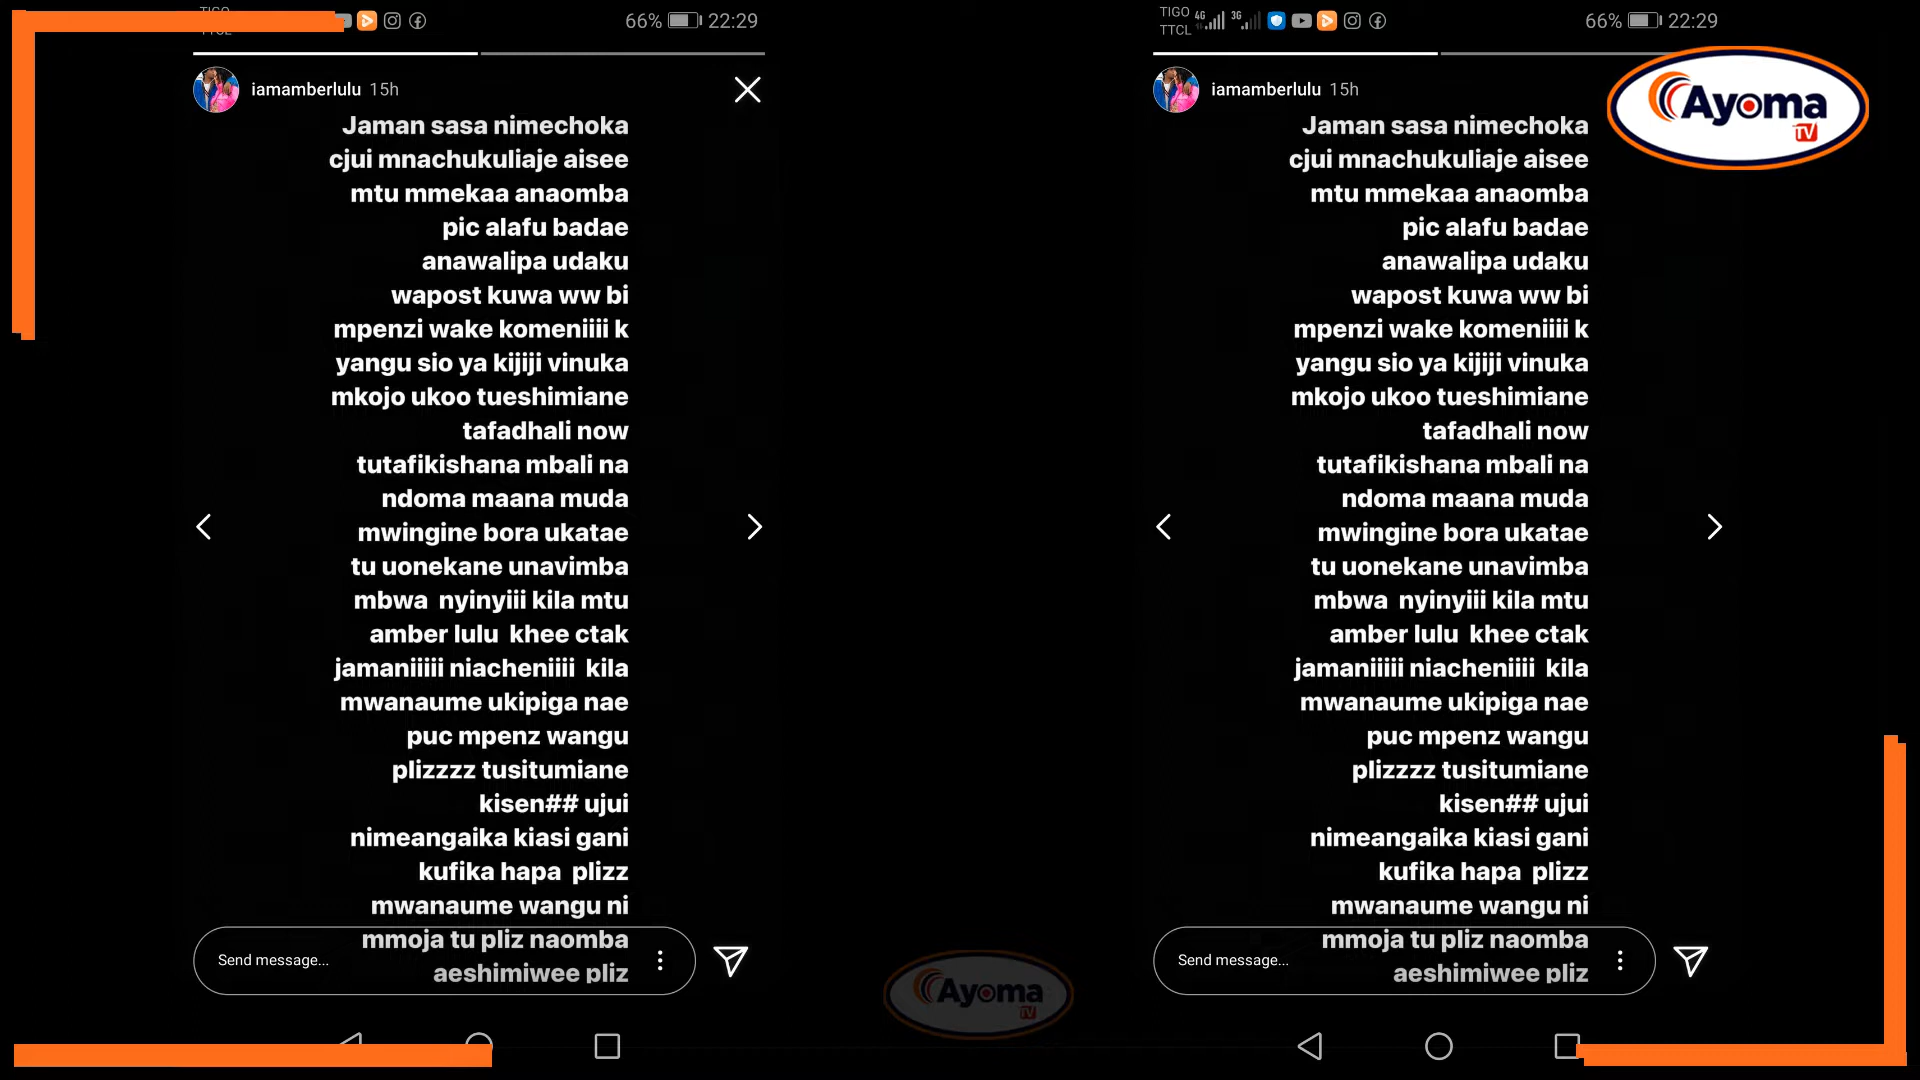 66% 22:29
iamamberlulu 15h
Jaman sasa nimechoka
cjui mnachukuliaje aisee
mtu mmekaa anaomba
pic alafu badae
anawalipa udaku
wapost kuwa ww bi
mpenzi wake komeniiii k
yangu sio ya kijiji vinuka
mkojo ukoo tueshimiane
tafadhali now
tutafikishana mbali na
ndoma maana muda
mwingine bora ukatae
tu uonekane unavimba
mbwa nyinyiii kila mtu
amber lulu khee ctak
jamaniiiii niacheniiii kila
mwanaume ukipiga nae
puc mpenz wangu
plizzzz tusitumiane
kisen## ujui
nimeangaika kiasi gani
kufika hapa plizz
mwanaume wangu ni
mmoja tu pliz naomba
aeshimiwee pliz
Send message...
Ayoma
TV
TIGO 4G 3G 66% 22:29
TTCL
iamamberlulu 15h
Ayoma
TV
Jaman sasa nimechoka
cjui mnachukuliaje aisee
mtu mmekaa anaomba
pic alafu badae
anawalipa udaku
wapost kuwa ww bi
mpenzi wake komeniiii k
yangu sio ya kijiji vinuka
mkojo ukoo tueshimiane
tafadhali now
tutafikishana mbali na
ndoma maana muda
mwingine bora ukatae
tu uonekane unavimba
mbwa nyinyiii kila mtu
amber lulu khee ctak
jamaniiiii niacheniiii kila
mwanaume ukipiga nae
puc mpenz wangu
plizzzz tusitumiane
kisen## ujui
nimeangaika kiasi gani
kufika hapa plizz
mwanaume wangu ni
mmoja tu pliz naomba
aeshimiwee pliz
Send message...